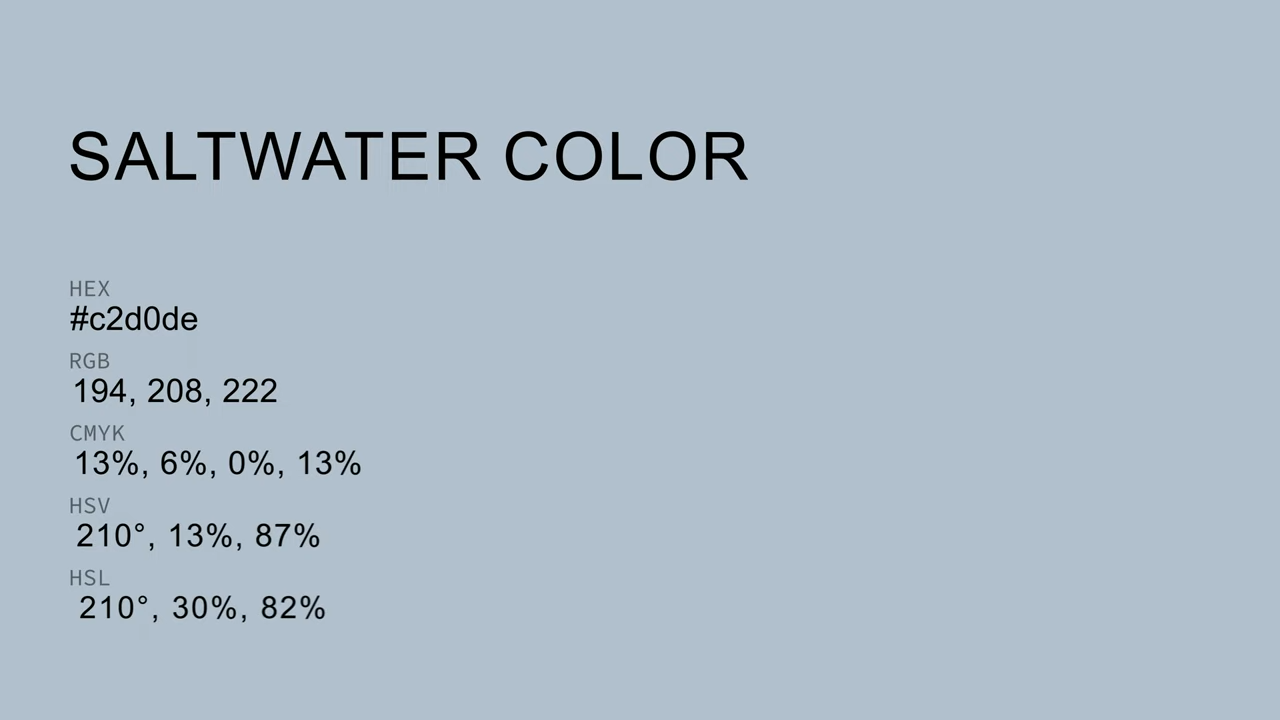 SALTWATER COLOR
HEX
#c2d0de
RGB
194, 208, 222
CMYK
13%, 6%, 0%, 13%
HSV
210°, 13%, 87%
HSL
210°, 30%, 82%